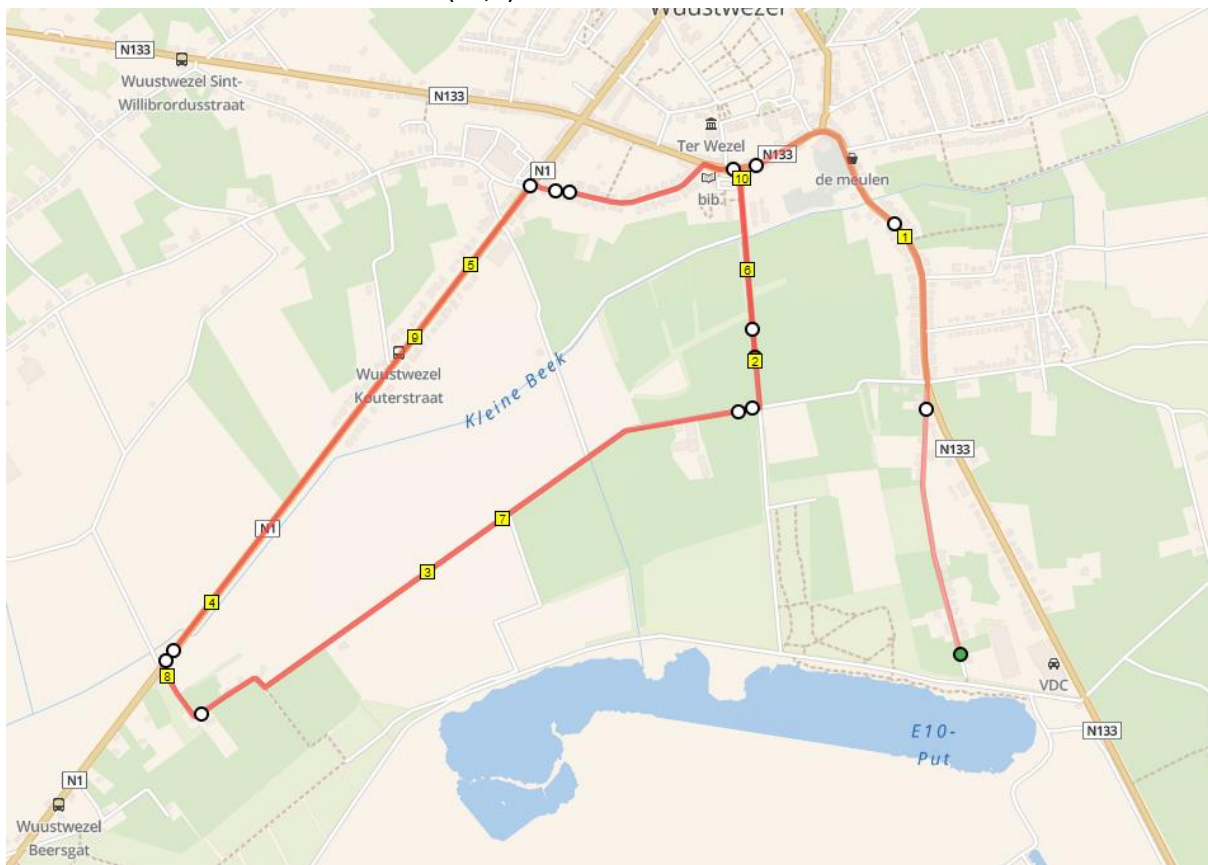 Wuustwezel
N133
Wuustwezel Sint-
Willibrordusstraat
N133
Ter Wezel
N133
N1
de meulen
bib.
10
1
5
6
9
Wuustwezel
Kouterstraat
2
Kleine Beek
N133
7
N1
3
4
8
VDC
E10-
Put
N133
N1
Wuustwezel
Beersgat